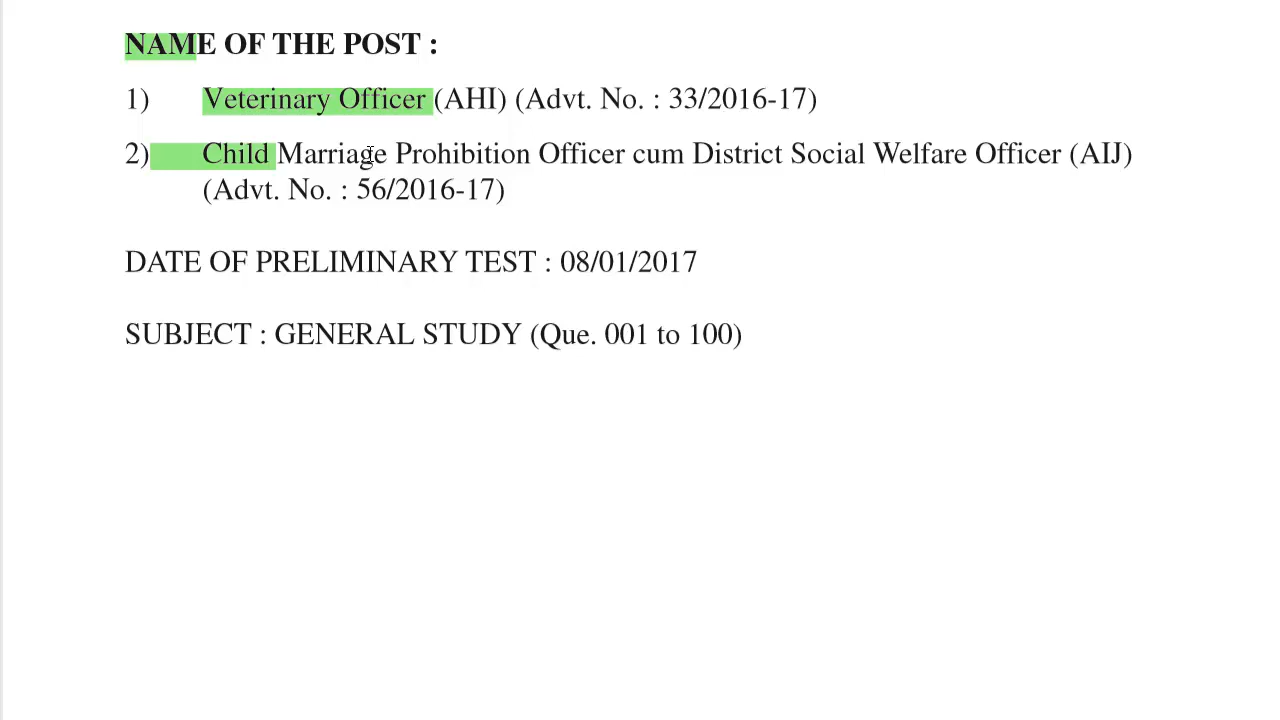 NAME OF THE POST :
1) Veterinary Officer (AHI) (Advt. No. : 33/2016-17)
2) Child Marriage Prohibition Officer cum District Social Welfare Officer (AIJ)
(Advt. No. : 56/2016-17)
DATE OF PRELIMINARY TEST : 08/01/2017
SUBJECT : GENERAL STUDY (Que. 001 to 100)